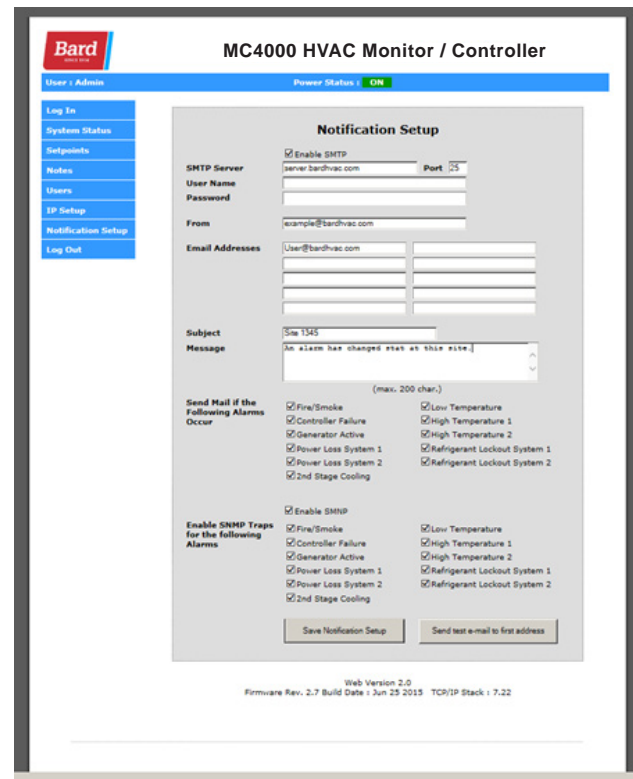 Bard
MC4000 HVAC Monitor / Controller
User : Admin
Power Status : ON
Log In
System Status
Setpoints
Notes
Users
IP Setup
Notification Setup
Log Out
Notification Setup
Enable SMTP
SMTP Server server.bardhvac.com Port 25
User Name
Password
From example@bardhvac.com
Email Addresses User@bardhvac.com
Subject Site 1345
Message An alarm has changed stat at this site.
(max. 200 char.)
Send Mail if the
Following Alarms
Occur
Fire/Smoke Low Temperature
Controller Failure High Temperature 1
Generator Active High Temperature 2
Power Loss System 1 Refrigerant Lockout System 1
Power Loss System 2 Refrigerant Lockout System 2
2nd Stage Cooling
Enable SMNP
Enable SNMP Traps
for the following
Alarms
Fire/Smoke Low Temperature
Controller Failure High Temperature 1
Generator Active High Temperature 2
Power Loss System 1 Refrigerant Lockout System 1
Power Loss System 2 Refrigerant Lockout System 2
2nd Stage Cooling
Save Notification Setup Send test e-mail to first address
Web Version 2.0
Firmware Rev. 2.7 Build Date : Jun 25 2015 TCP/IP Stack : 7.22